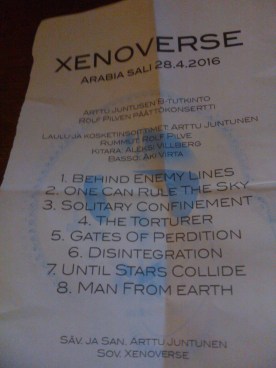 XENOVERSE
ARABIA SALI 28.4.2016
ARTTU JUNTUSEN B-TUTKINTO
ROLF PILVEN PÄÄTTÖKONSERTTI
LAULU JA KOSKETINSOITTIMET ARTTU JUNTUNEN
RUMMUT ROLF PILVE
KITARA: ALEKSI VILLBERG
BASSO: AKI VIRTA
1. BEHIND ENEMY LINES
2. ONE CAN RULE THE SKY
3. SOLITARY CONFINEMENT
4. THE TORTURER
5. GATES OF PERDITION
6. DISINTEGRATION
7. UNTIL STARS COLLIDE
8. MAN FROM EARTH
SÄV. JA SAN. ARTTU JUNTUNEN
SOV. XENOVERSE